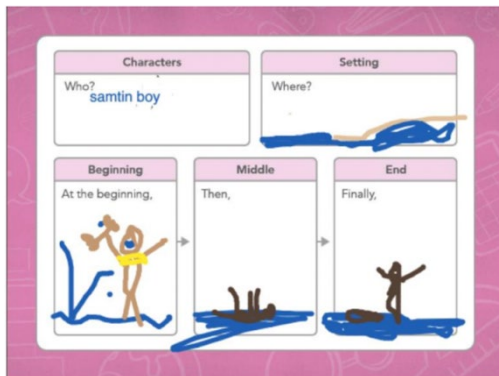 Characters
Setting
Who?
samtin boy
Where?
Beginning
Middle
End
At the beginning,
Then,
Finally,